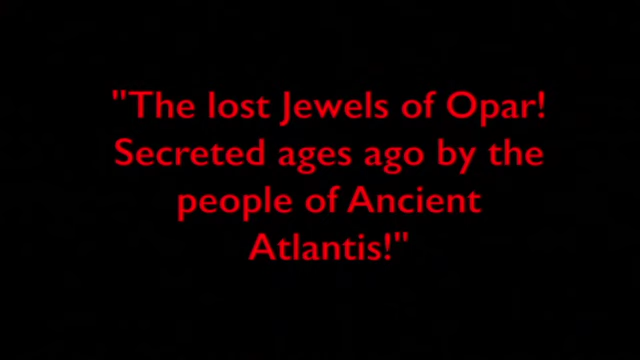 "The lost Jewels of Opar!
Secreted ages ago by the
people of Ancient
Atlantis!"